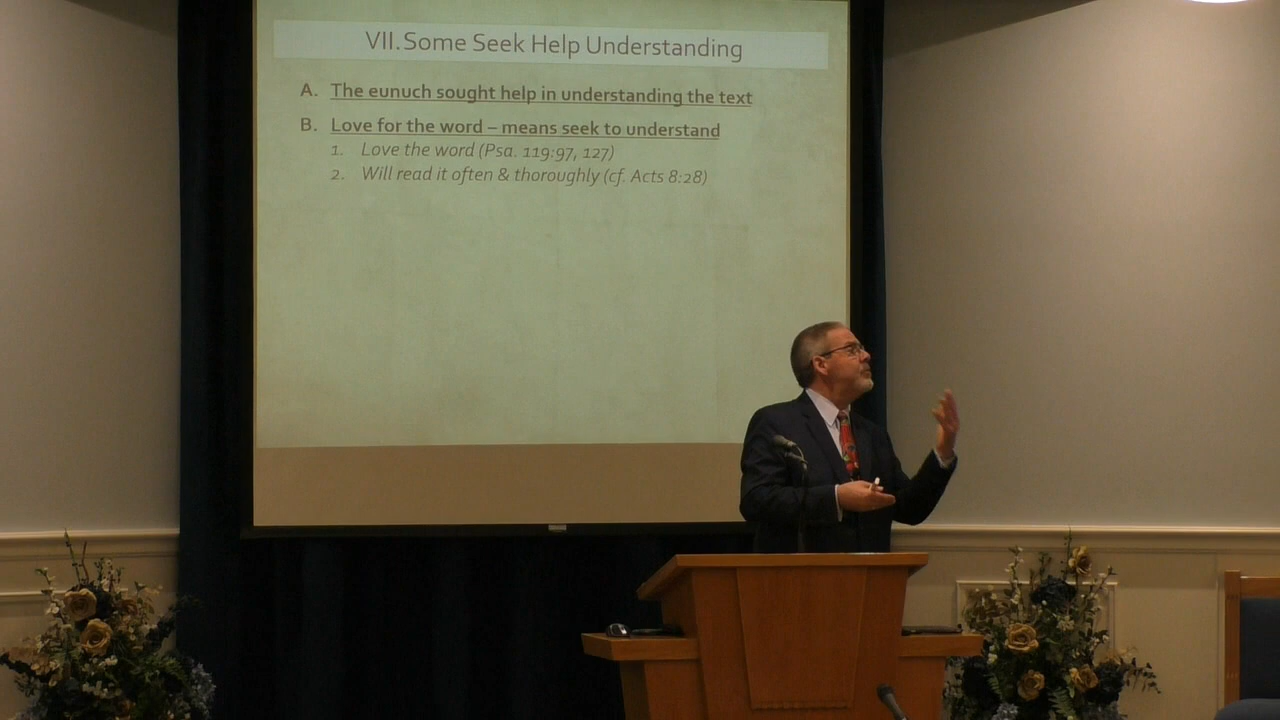 VII. Some Seek Help Understanding
A. The eunuch sought help in understanding the text
B. Love for the word – means seek to understand
1. Love the word (Psa. 119:97, 127)
2. Will read it often & thoroughly (cf. Acts 8:28)